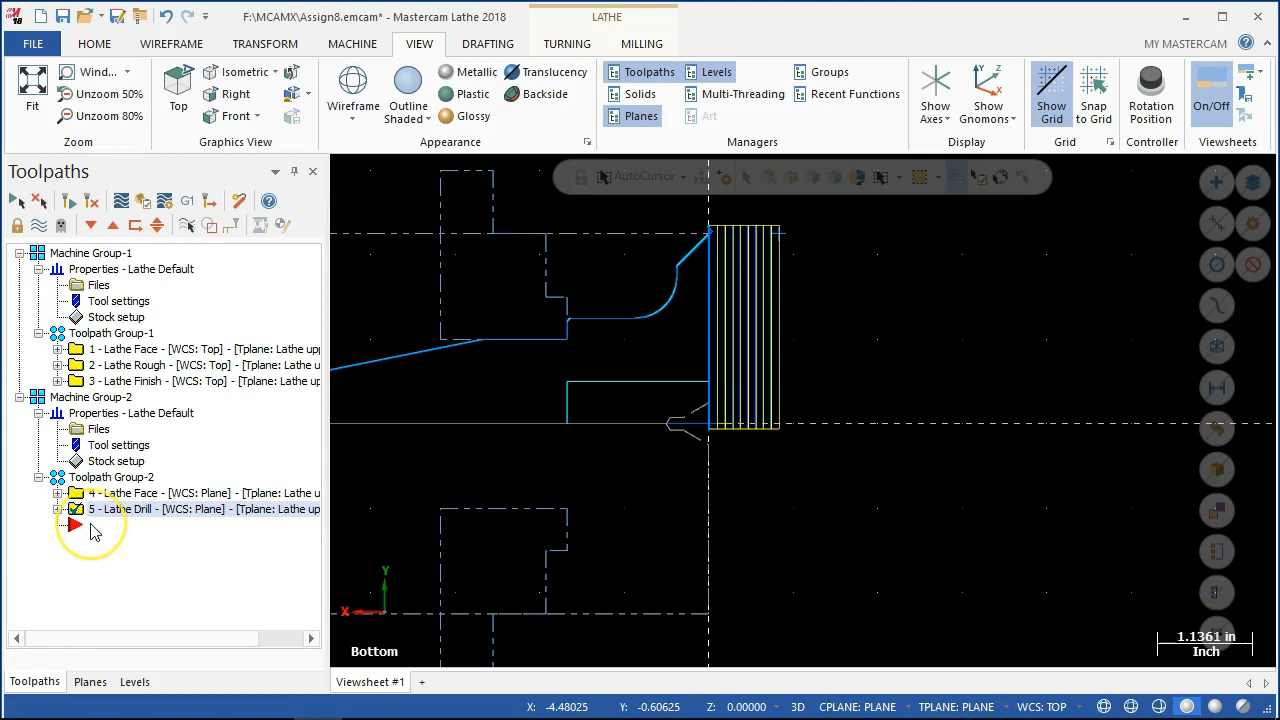 F:\MCAMX\Assign8.emcam* - Mastercam Lathe 2018
LATHE
FILE
HOME
WIREFRAME
TRANSFORM
MACHINE
VIEW
DRAFTING
TURNING
MILLING
MY MASTERCAM
Fit
Wind...
Unzoom 50%
Unzoom 80%
Zoom
Top
Isometric
Right
Front
Graphics View
Wireframe
Outline Shaded
Metallic
Plastic
Glossy
Translucency
Backside
Appearance
Toolpaths
Solids
Planes
Levels
Multi-Threading
Art
Groups
Recent Functions
Managers
Show Axes
Show Gnomons
Display
Show Grid
Snap to Grid
Grid
Rotation Position
Controller
On/Off
Viewsheets
Toolpaths
G1
AutoCursor
Machine Group-1
Properties - Lathe Default
Files
Tool settings
Stock setup
Toolpath Group-1
1 - Lathe Face - [WCS: Top] - [Tplane: Lathe upp
2 - Lathe Rough - [WCS: Top] - [Tplane: Lathe up
3 - Lathe Finish - [WCS: Top] - [Tplane: Lathe up
Machine Group-2
Properties - Lathe Default
Files
Tool settings
Stock setup
Toolpath Group-2
4 - Lathe Face - [WCS: Plane] - [Tplane: Lathe u
5 - Lathe Drill - [WCS: Plane] - [Tplane: Lathe up
Y
X
Bottom
1.1361 in
Inch
Toolpaths
Planes
Levels
Viewsheet #1
+
X: -4.48025
Y: -0.60625
Z: 0.00000
3D
CPLANE: PLANE
TPLANE: PLANE
WCS: TOP